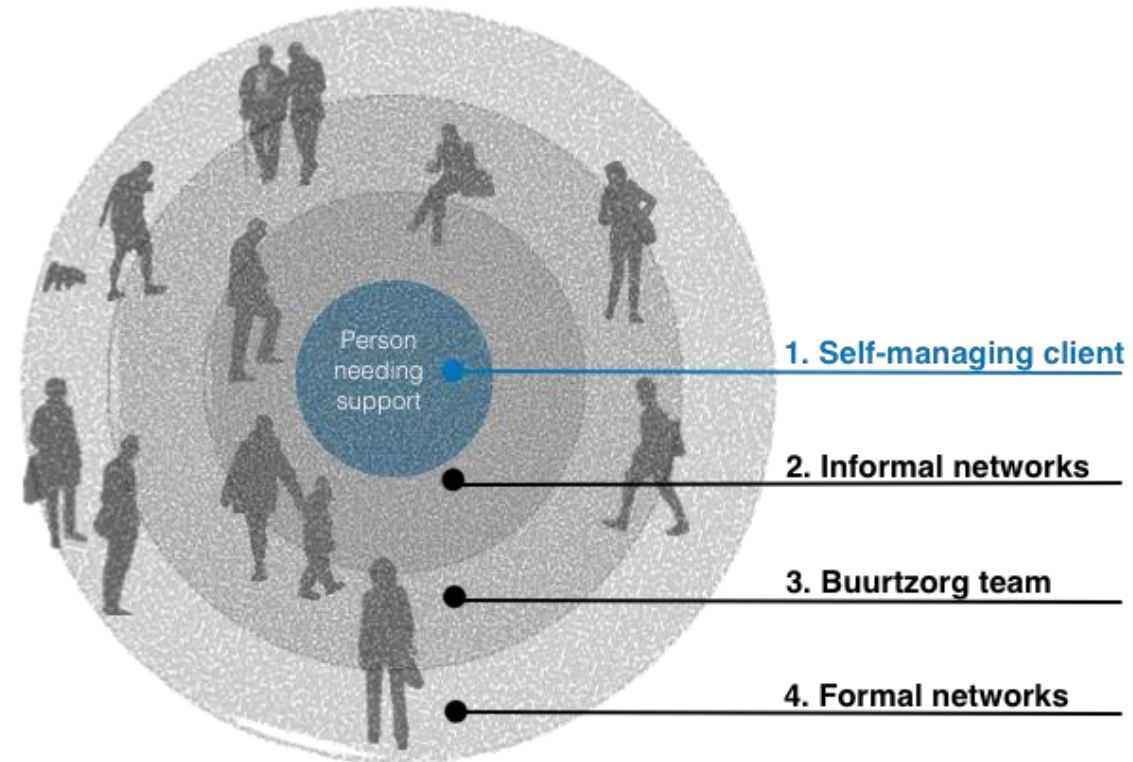 Person
needing
support
1. Self-managing client
2. Informal networks
3. Buurtzorg team
4. Formal networks